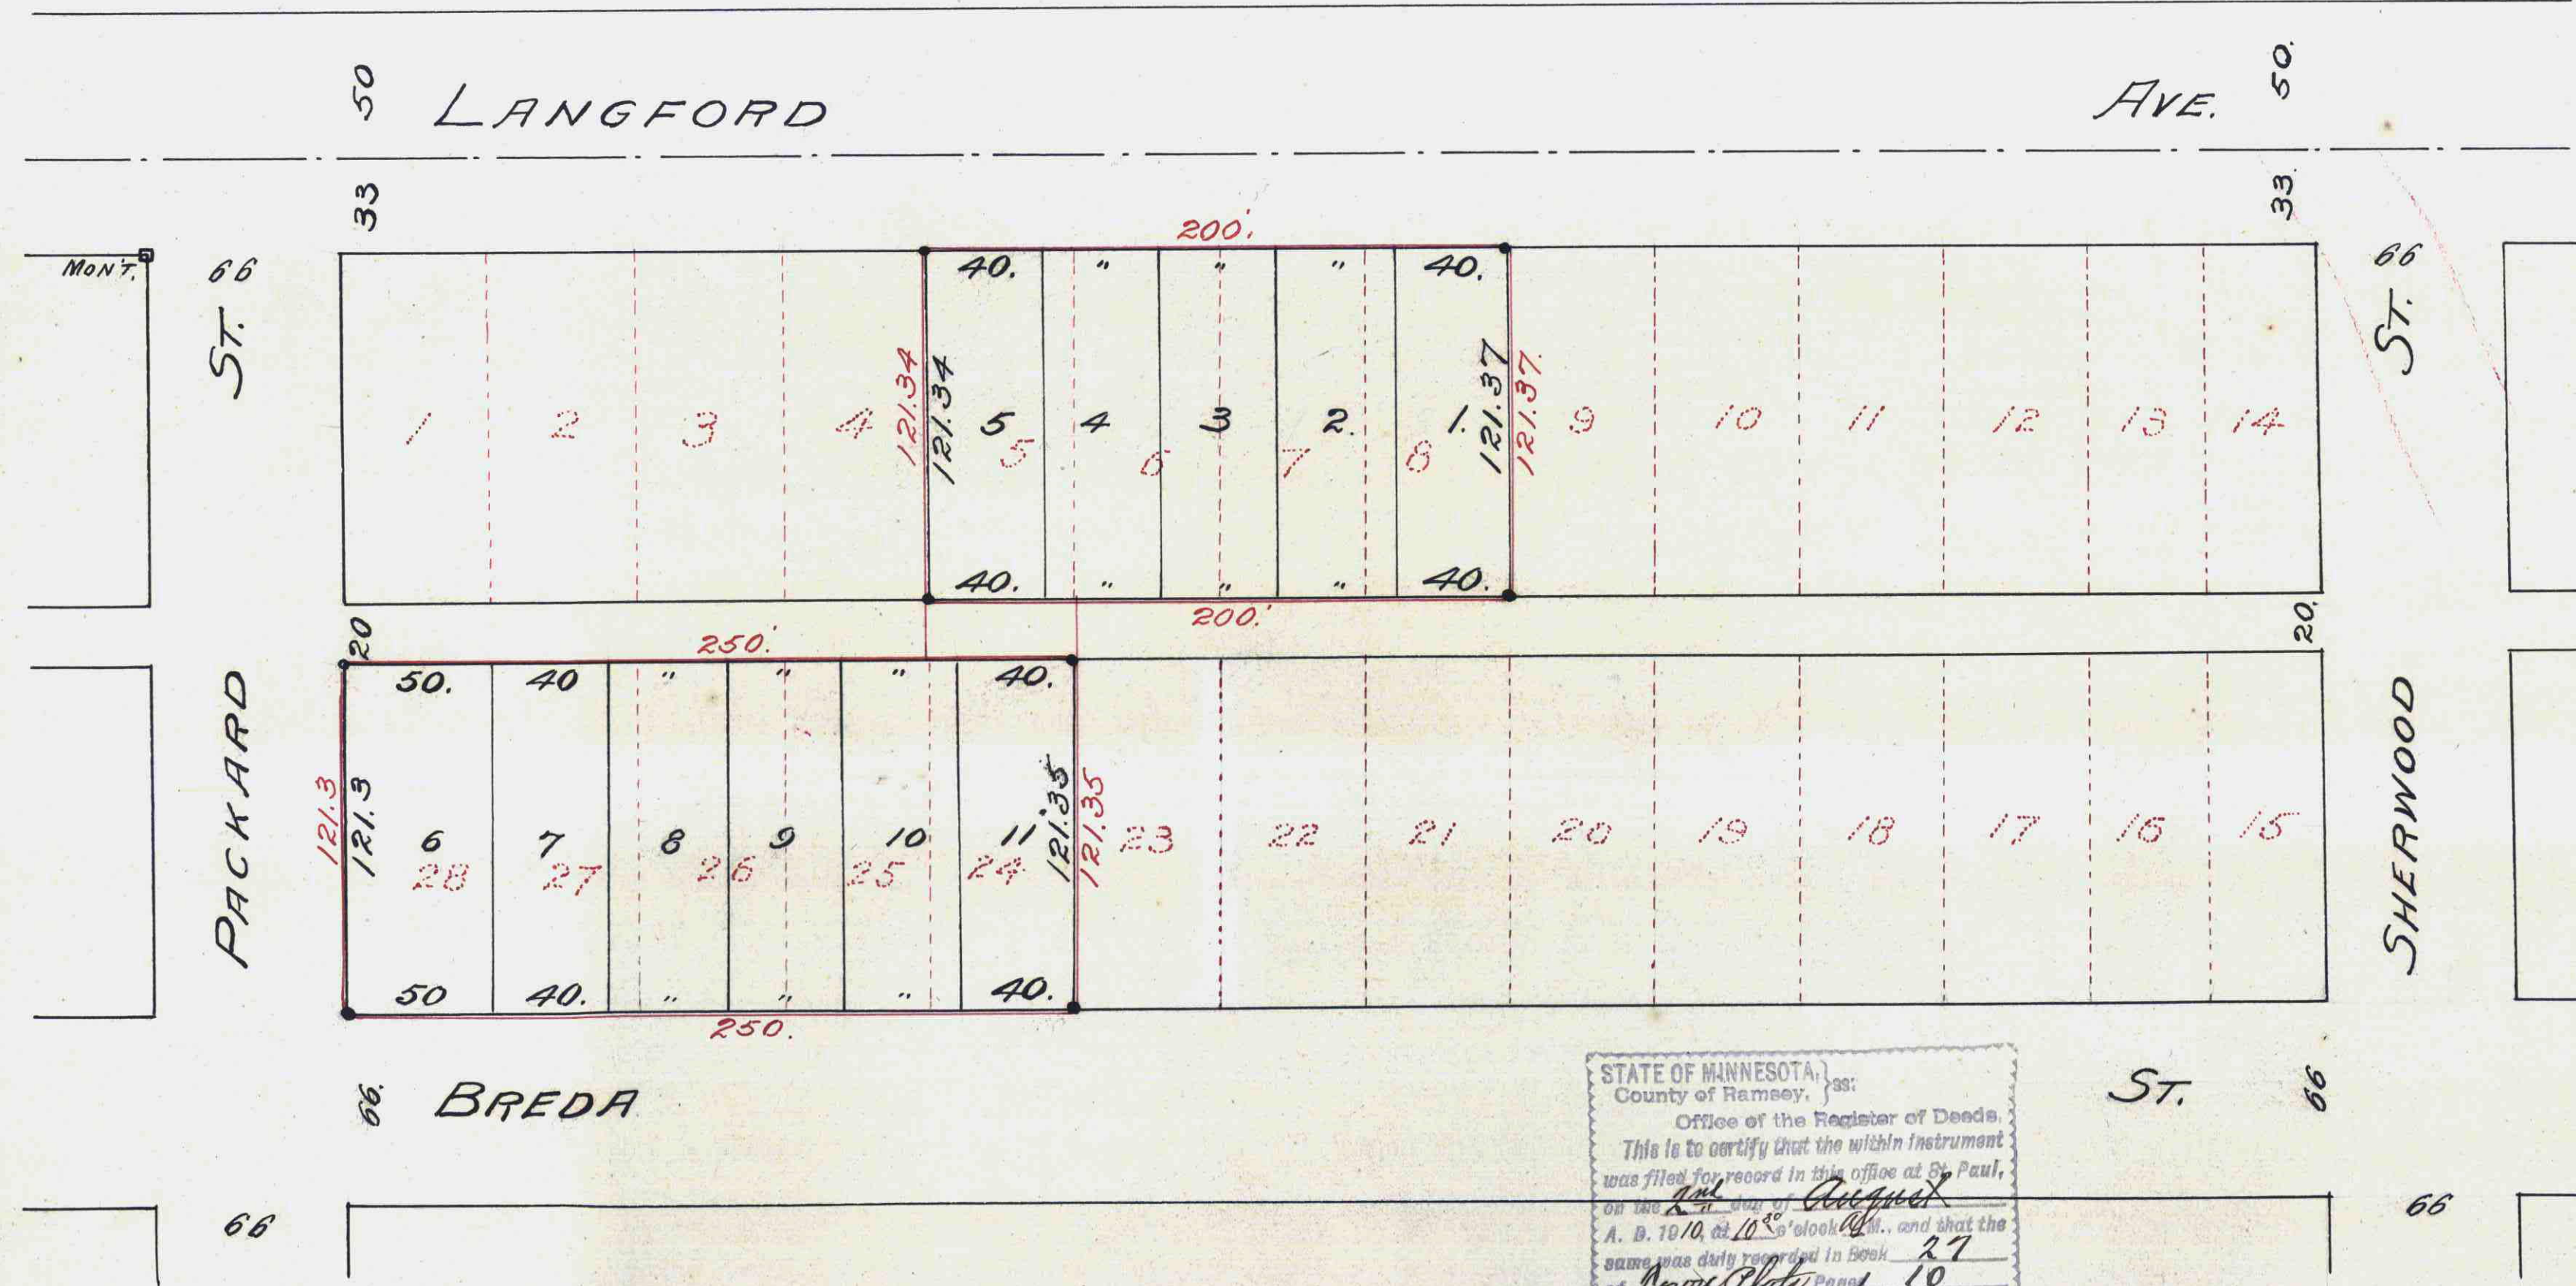 50 LANGFORD AVE. 50.
33 33.
200.'
MON'T. 66 66
40. " " " 40.
ST. ST.
121.34 121.34 121.37 121.37
1 2 3 4 5 4 3 2. 1. 9 10 11 12 13 14
5 6 7 8
40. " " " 40.
200.'
20 20.
250.'
50. 40 " " " 40.
PACKARD SHERWOOD
121.3 121.3 121.35 121.35
6 7 8 9 10 11 23 22 21 20 19 18 17 16 15
28 27 26 25 24
50 40. " " " 40.
250.
66. BREDA ST. 66
STATE OF MINNESOTA, } ss:
County of Ramsey,
Office of the Register of Deeds,
This is to certify that the within instrument
was filed for record in this office at St. Paul,
on the 2nd day of August
A. D. 1910, at 10 30 o'clock A M., and that the
same was duly recorded in Book 27
of Plats Page 10
66 66